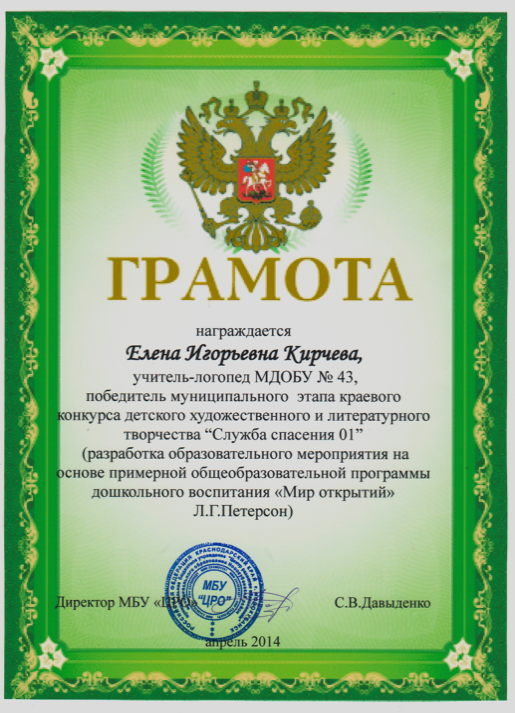 ГРАМОТА
награждается
Елена Игорьевна Кирчева,
учитель-логопед МДОБУ № 43,
победитель муниципального этапа краевого
конкурса детского художественного и литературного
творчества “Служба спасения 01”
(разработка образовательного мероприятия на
основе примерной общеобразовательной программы
дошкольного воспитания «Мир открытий»
Л.Г.Петерсон)
МБУ
"ЦРО"
Директор МБУ «ЦРО»
С.В.Давыденко
апрель 2014